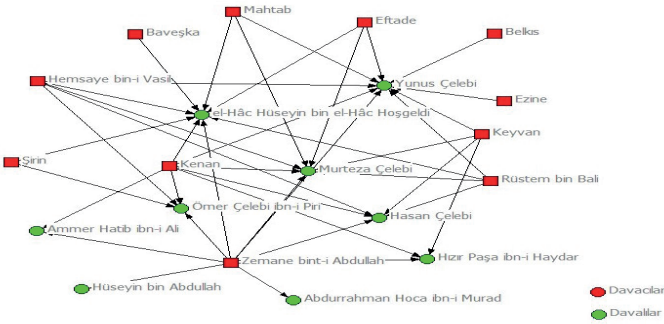 Mahtab
Eftade
Baveşka
Belkıs
Hemsaye bin-i Vasil
Yunus Çelebi
Ezine
el-Hâc Hüseyin bin el-Hâc Hoşgeldi
Keyvan
Şirin
Kenan
Murteza Çelebi
Rüstem bin Bali
Ömer Çelebi ibn-i Piri
Hasan Çelebi
Ammer Hatib ibn-i Ali
Zemane bint-i Abdullah
Hızır Paşa ibn-i Haydar
Hüseyin bin Abdullah
Abdurrahman Hoca ibn-i Murad
Davacılar
Davalılar